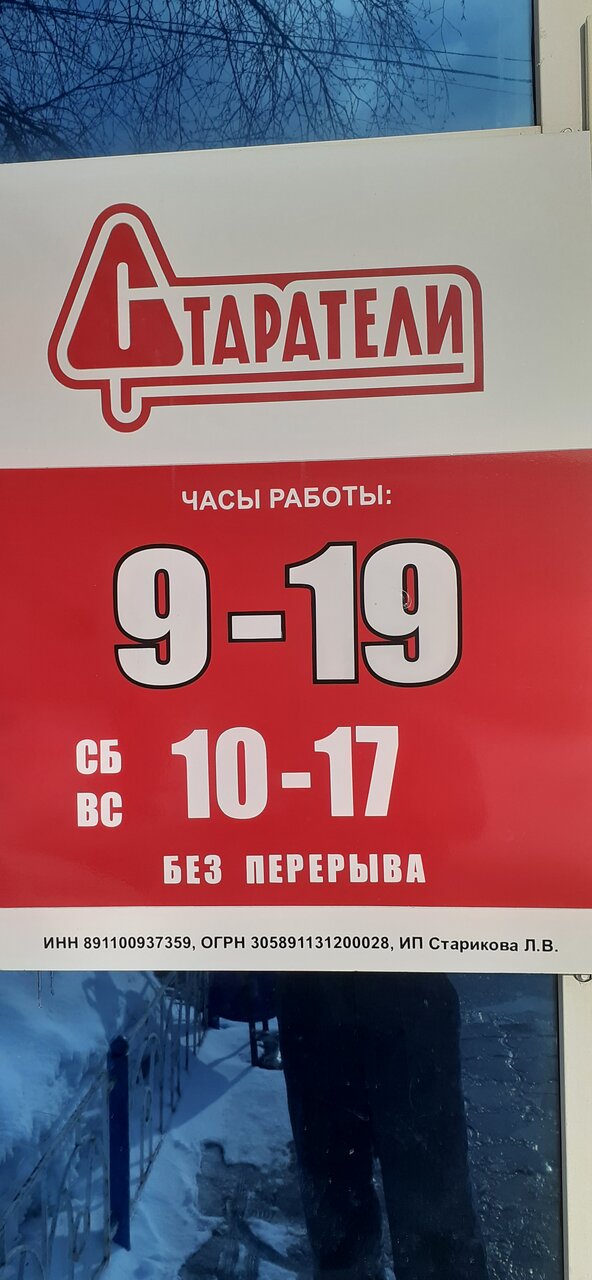 СТАРАТЕЛИ
ЧАСЫ РАБОТЫ:
9-19
СБ
ВС
10-17
БЕЗ ПЕРЕРЫВА
ИНН 891100937359, ОГРН 305891131200028, ИП Старикова Л.В.